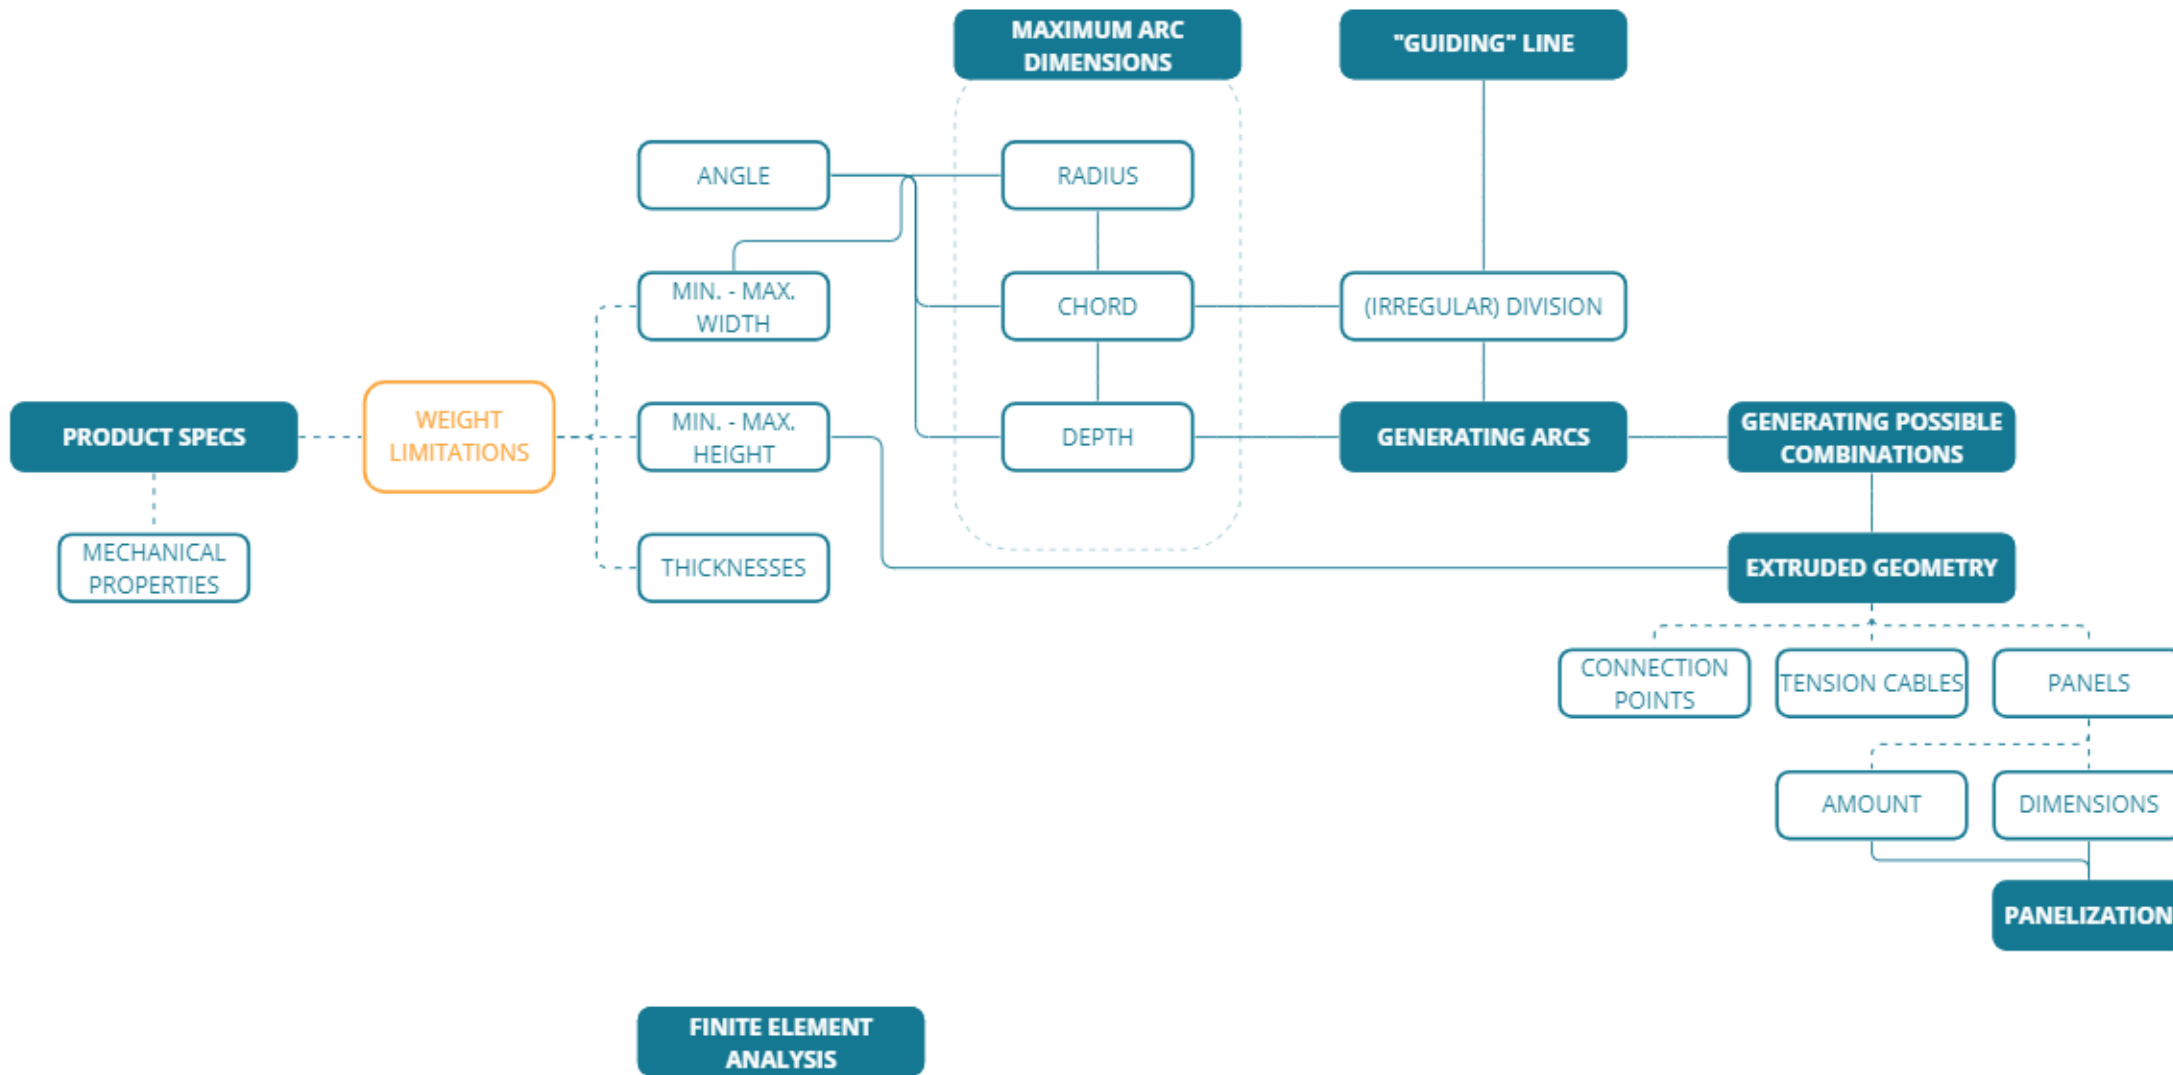 MAXIMUM ARC
DIMENSIONS
"GUIDING" LINE
ANGLE
RADIUS
MIN. - MAX.
WIDTH
CHORD
(IRREGULAR) DIVISION
PRODUCT SPECS
WEIGHT
LIMITATIONS
MIN. - MAX.
HEIGHT
DEPTH
GENERATING ARCS
GENERATING POSSIBLE
COMBINATIONS
MECHANICAL
PROPERTIES
THICKNESSES
EXTRUDED GEOMETRY
CONNECTION
POINTS
TENSION CABLES
PANELS
AMOUNT
DIMENSIONS
PANELIZATION
FINITE ELEMENT
ANALYSIS